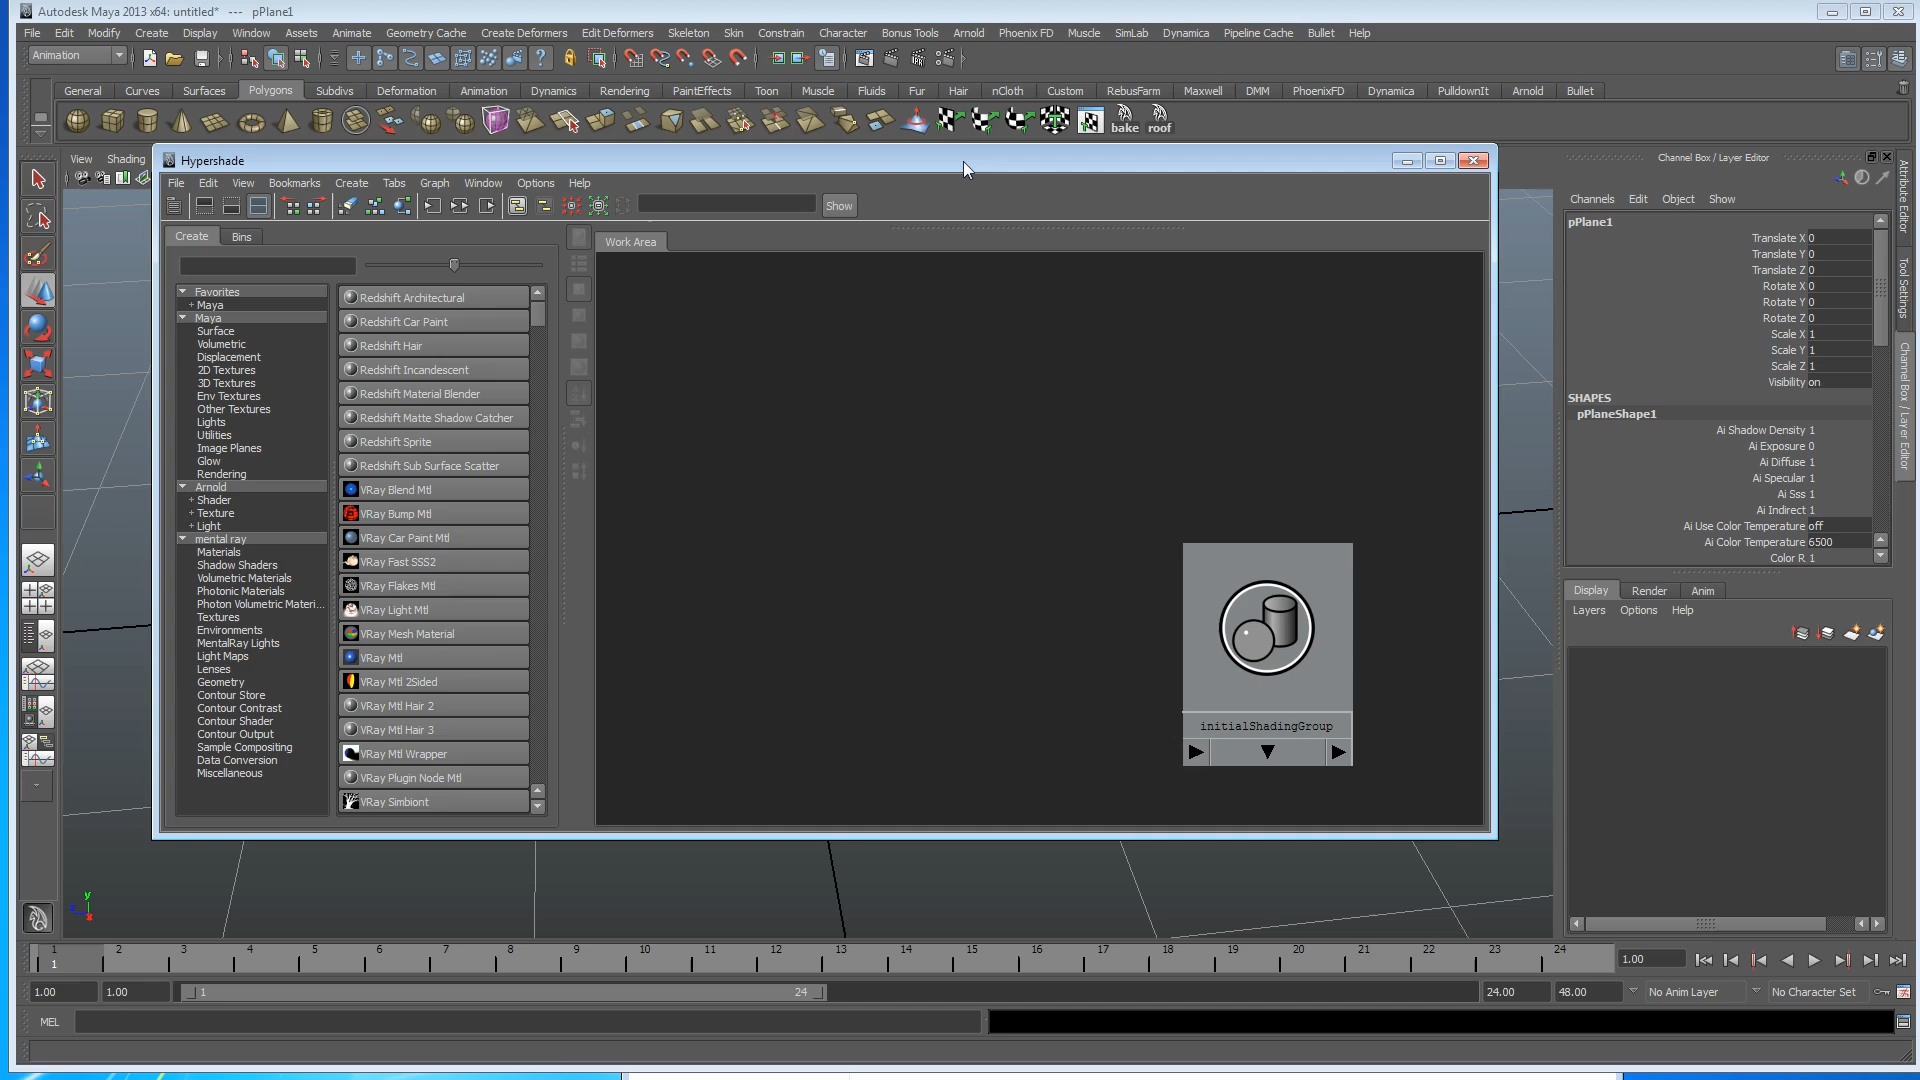 Autodesk Maya 2013 x64: untitled*   ---   pPlane1
File Edit Modify Create Display Window Assets Animate Geometry Cache Create Deformers Edit Deformers Skeleton Skin Constrain Character Bonus Tools Arnold Phoenix FD Muscle SimLab Dynamica Pipeline Cache Bullet Help
Animation
General Curves Surfaces Polygons Subdivs Deformation Animation Dynamics Rendering PaintEffects Toon Muscle Fluids Fur Hair nCloth Custom RebusFarm Maxwell DMM PhoenixFD Dynamica PulldownIt Arnold Bullet
bake roof
View Shading
Hypershade
File Edit View Bookmarks Create Tabs Graph Window Options Help
Show
Create Bins
Work Area
Favorites
+ Maya
Maya
Surface
Volumetric
Displacement
2D Textures
3D Textures
Env Textures
Other Textures
Lights
Utilities
Image Planes
Glow
Rendering
Arnold
+ Shader
+ Texture
+ Light
mental ray
Materials
Shadow Shaders
Volumetric Materials
Photonic Materials
Photon Volumetric Materi...
Textures
Environments
MentalRay Lights
Light Maps
Lenses
Geometry
Contour Store
Contour Contrast
Contour Shader
Contour Output
Sample Compositing
Data Conversion
Miscellaneous
Redshift Architectural
Redshift Car Paint
Redshift Hair
Redshift Incandescent
Redshift Material Blender
Redshift Matte Shadow Catcher
Redshift Sprite
Redshift Sub Surface Scatter
VRay Blend Mtl
VRay Bump Mtl
VRay Car Paint Mtl
VRay Fast SSS2
VRay Flakes Mtl
VRay Light Mtl
VRay Mesh Material
VRay Mtl
VRay Mtl 2Sided
VRay Mtl Hair 2
VRay Mtl Hair 3
VRay Mtl Wrapper
VRay Plugin Node Mtl
VRay Simbiont
initialShadingGroup
Channel Box / Layer Editor
Channels Edit Object Show
pPlane1
Translate X 0
Translate Y 0
Translate Z 0
Rotate X 0
Rotate Y 0
Rotate Z 0
Scale X 1
Scale Y 1
Scale Z 1
Visibility on
SHAPES
pPlaneShape1
Ai Shadow Density 1
Ai Exposure 0
Ai Diffuse 1
Ai Specular 1
Ai Sss 1
Ai Indirect 1
Ai Use Color Temperature off
Ai Color Temperature 6500
Color R 1
Display Render Anim
Layers Options Help
Attribute Editor
Tool Settings
Channel Box / Layer Editor
y
z
x
1 2 3 4 5 6 7 8 9 10 11 12 13 14 15 16 17 18 19 20 21 22 23 24
1
1.00
1.00 1.00 1 24 24.00 48.00 No Anim Layer No Character Set
MEL